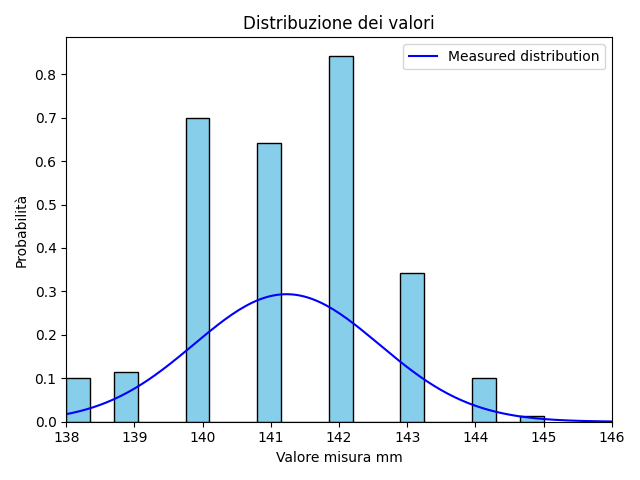 Distribuzione dei valori
Measured distribution
Probabilità
0.8
0.7
0.6
0.5
0.4
0.3
0.2
0.1
0.0
138 139 140 141 142 143 144 145 146
Valore misura mm